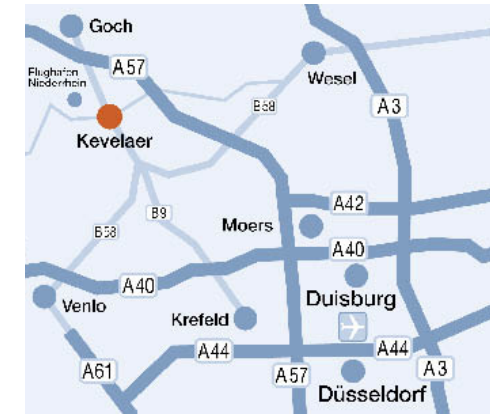 Goch
A57
Wesel
Flughafen
Niederrhein
A3
B58
Kevelaer
A42
B9
Moers
B58
A40
A40
Duisburg
Venlo
Krefeld
A44
A44
A61
A57
A3
Düsseldorf